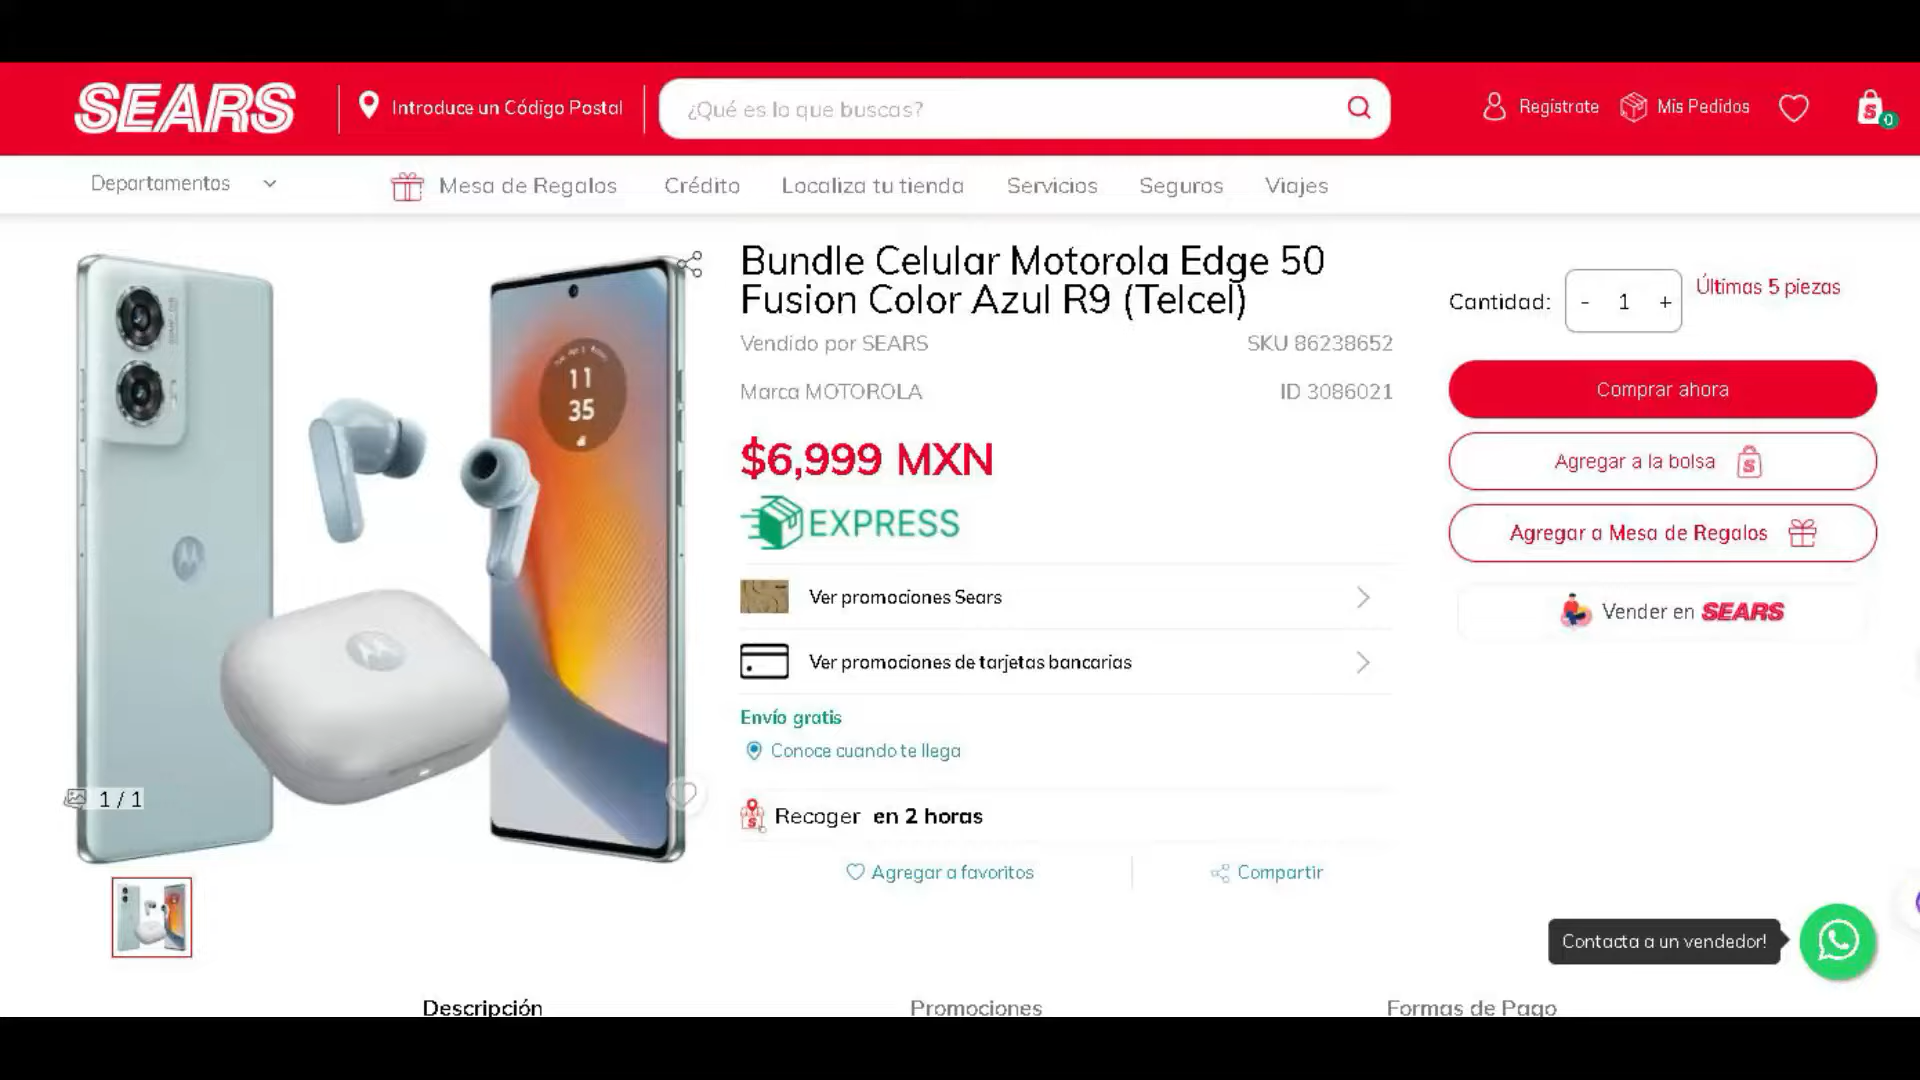 SEARS
Introduce un Código Postal
¿Qué es lo que buscas?
Registrate
Mis Pedidos
S
0
Departamentos
Mesa de Regalos
Crédito
Localiza tu tienda
Servicios
Seguros
Viajes
Bundle Celular Motorola Edge 50
Fusion Color Azul R9 (Telcel)
Vendido por SEARS
SKU 86238652
Marca MOTOROLA
ID 3086021
$6,999 MXN
EXPRESS
Ver promociones Sears
Ver promociones de tarjetas bancarias
Envío gratis
Conoce cuando te llega
Recoger en 2 horas
Agregar a favoritos
Compartir
Cantidad:
- 1 +
Últimas 5 piezas
Comprar ahora
Agregar a la bolsa
S
Agregar a Mesa de Regalos
Vender en SEARS
11
35
1 / 1
Contacta a un vendedor!
Descripción
Promociones
Formas de Pago